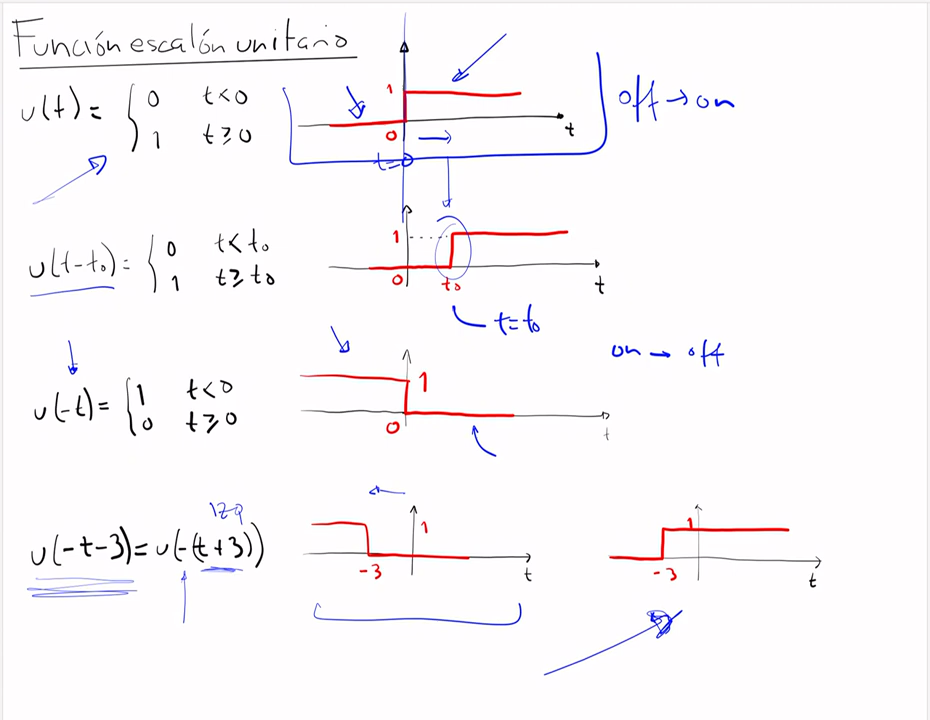 Función escalón unitario
u(t) = { 0 t<0
1 t≥0
1
0
t
t=0
off → on
u(t-t₀) = { 0 t<t₀
1 t≥t₀
1
0
t₀
t
t=t₀
on → off
u(-t) = { 1 t<0
0 t≥0
1
0
t
izq
u(-t-3) = u(-(t+3))
1
-3
t
1
-3
t